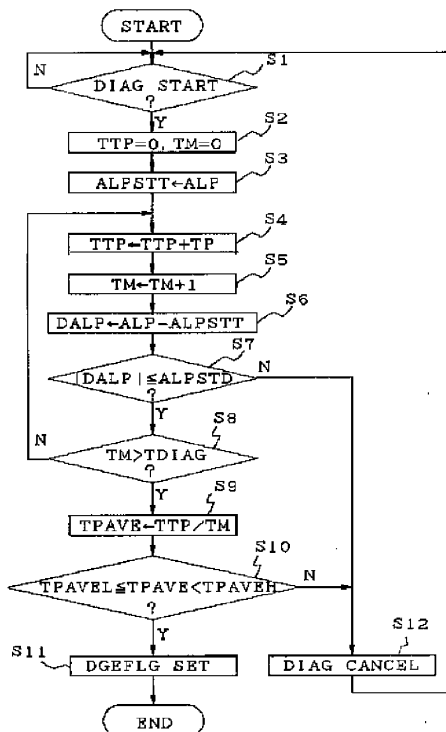 START
N
S1
DIAG START
?
Y
S2
TTP=0, TM=0
S3
ALPSTT←ALP
S4
TTP←TTP+TP
S5
TM←TM+1
S6
DALP←ALP-ALPSTT
S7
|DALP|≦ALPSTD
?
N
Y
S8
N
TM>TDIAG
?
Y
S9
TPAVE←TTP/TM
S10
TPAVEL≦TPAVE<TPAVEH
?
N
Y
S11
DGEFLG SET
S12
DIAG CANCEL
END